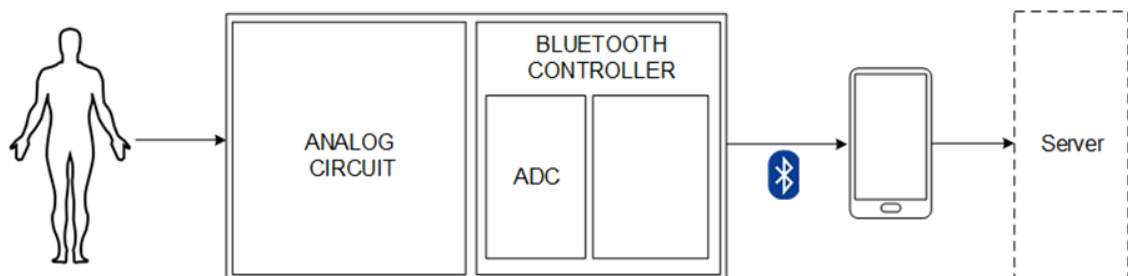 BLUETOOTH
CONTROLLER
ANALOG
CIRCUIT
ADC
Server